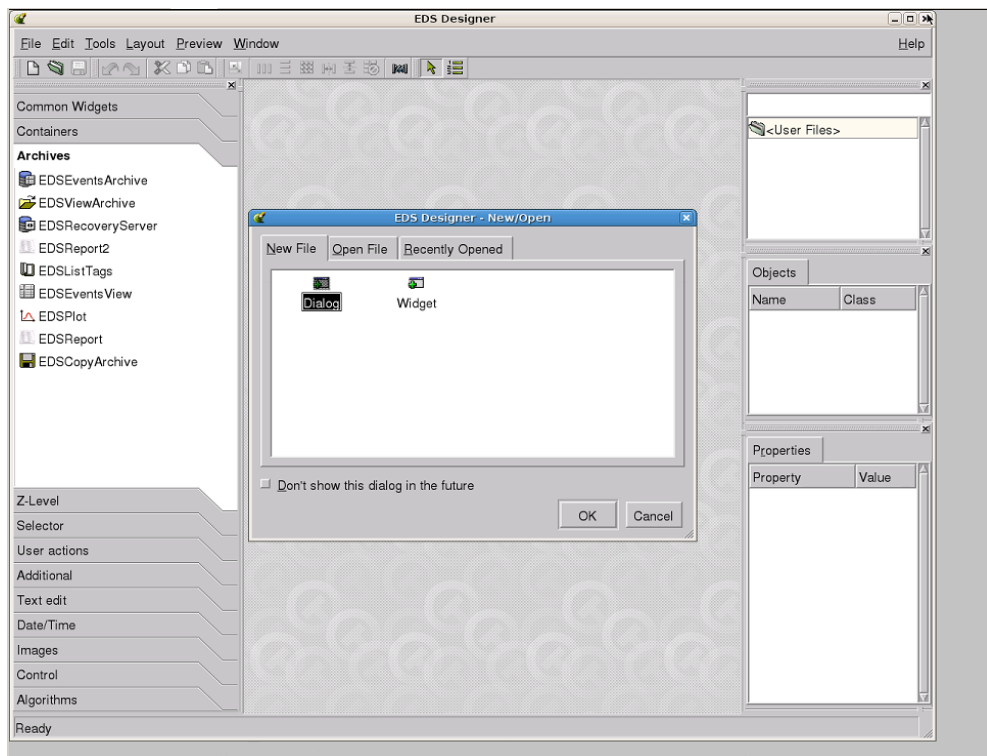 EDS Designer
File Edit Tools Layout Preview Window Help
Common Widgets
Containers
Archives
EDSEventsArchive
EDSViewArchive
EDSRecoveryServer
EDSReport2
EDSListTags
EDSEventsView
EDSPlot
EDSReport
EDSCopyArchive
Z-Level
Selector
User actions
Additional
Text edit
Date/Time
Images
Control
Algorithms
EDS Designer - New/Open
New File Open File Recently Opened
Dialog Widget
Don't show this dialog in the future
OK Cancel
<User Files>
Objects
Name Class
Properties
Property Value
Ready